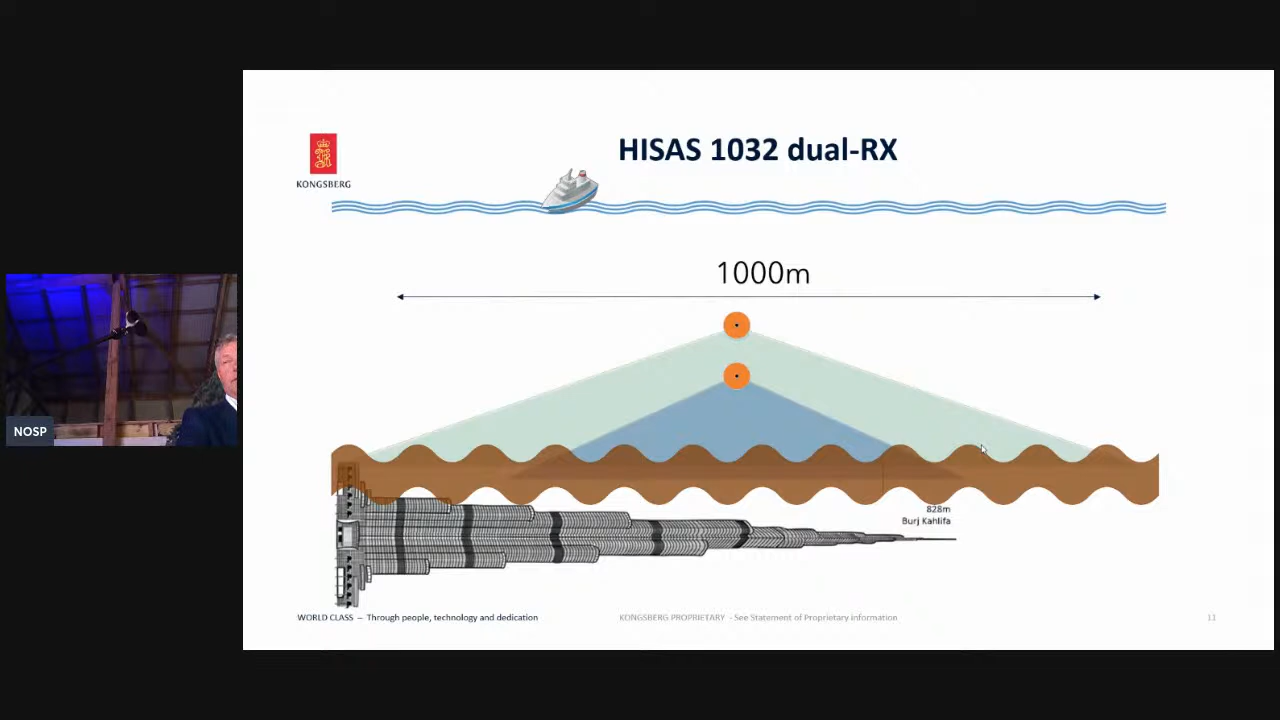 HISAS 1032 dual-RX
KONGSBERG
1000m
NOSP
828m
Burj Kahlifa
WORLD CLASS – Through people, technology and dedication
KONGSBERG PROPRIETARY - See Statement of Proprietary information
11